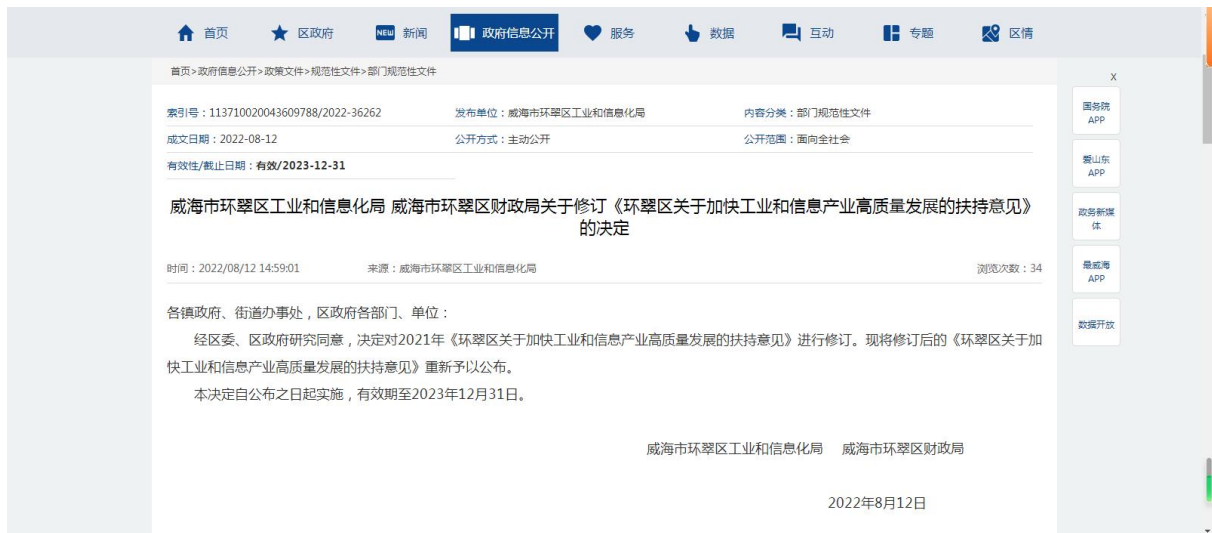 首页 区政府 NEW 新闻 政府信息公开 服务 数据 互动 专题 区情
首页>政府信息公开>政策文件>规范性文件>部门规范性文件
索引号：113710020043609788/2022-36262 发布单位：威海市环翠区工业和信息化局 内容分类：部门规范性文件
成文日期：2022-08-12 公开方式：主动公开 公开范围：面向全社会
有效性/截止日期：有效/2023-12-31
威海市环翠区工业和信息化局 威海市环翠区财政局关于修订《环翠区关于加快工业和信息产业高质量发展的扶持意见》
的决定
时间：2022/08/12 14:59:01 来源：威海市环翠区工业和信息化局 浏览次数：34
各镇政府、街道办事处，区政府各部门、单位：
经区委、区政府研究同意，决定对2021年《环翠区关于加快工业和信息产业高质量发展的扶持意见》进行修订。现将修订后的《环翠区关于加
快工业和信息产业高质量发展的扶持意见》重新予以公布。
本决定自公布之日起实施，有效期至2023年12月31日。
威海市环翠区工业和信息化局 威海市环翠区财政局
2022年8月12日
X
国务院
APP
爱山东
APP
政务新媒
体
最威海
APP
数据开放